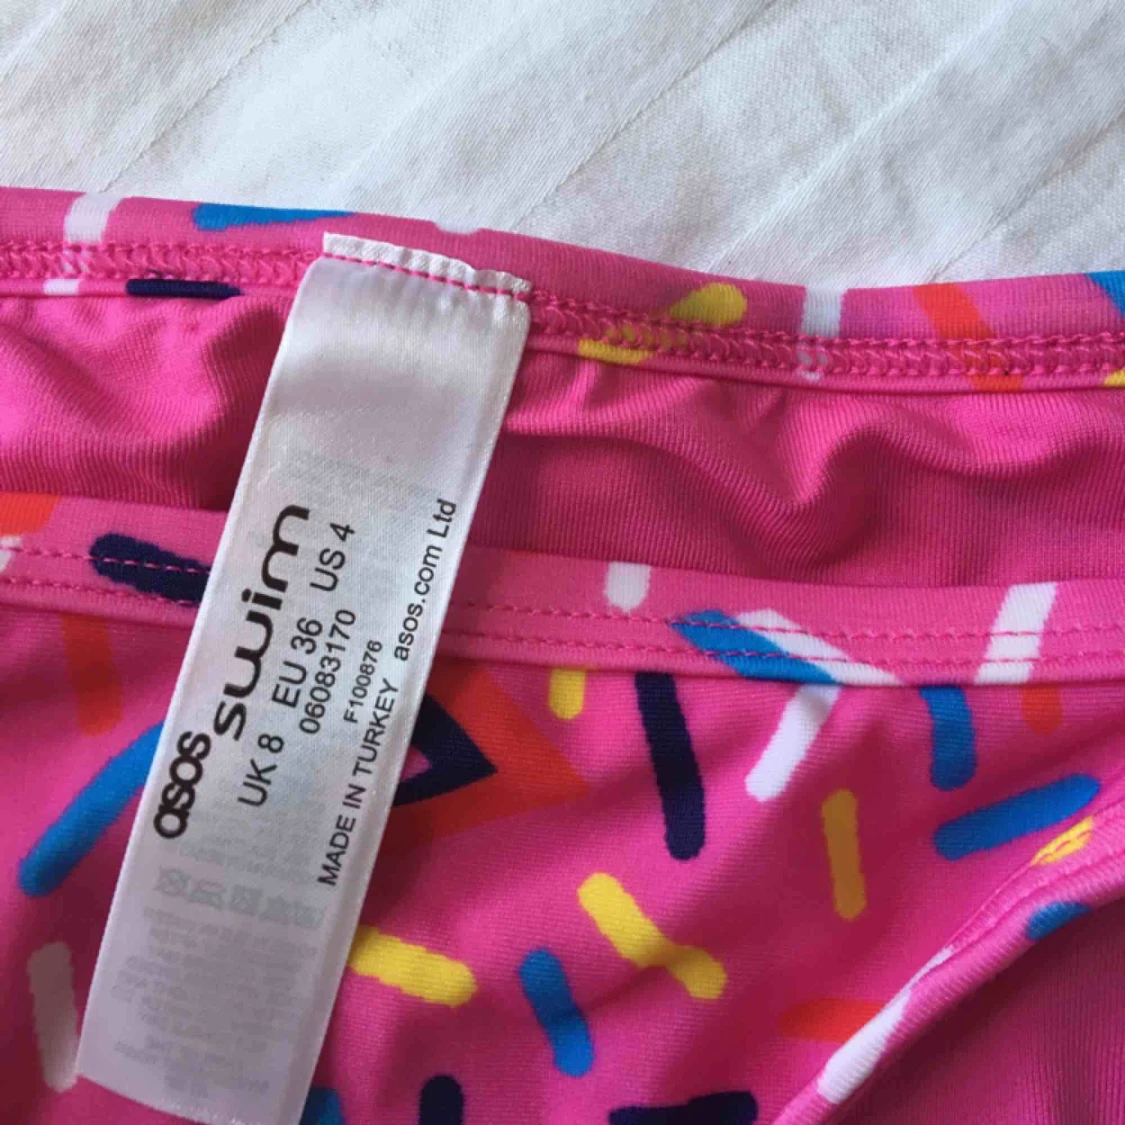 asos swim
UK 8 EU 36 US 4
06083170
F100876
MADE IN TURKEY asos.com Ltd